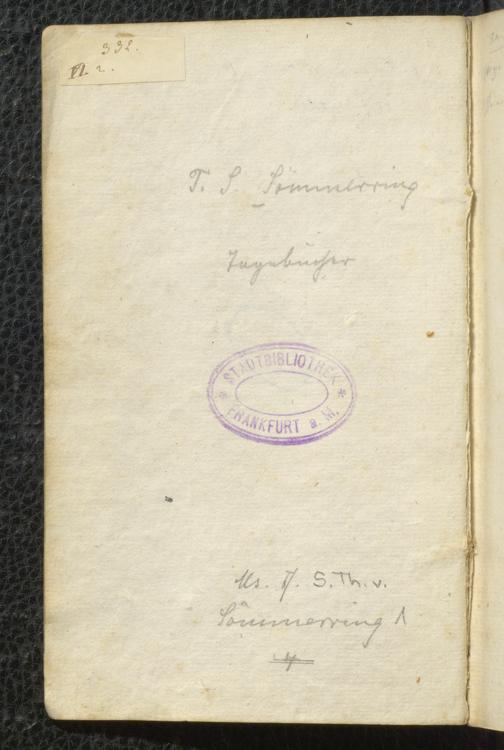 332.
VI 2.
T. S. Sömmerring
Tagebücher
* STADTBIBLIOTHEK *
FRANKFURT a. M.
Ms. ff. S. Th. v.
Sömmerring 1
4